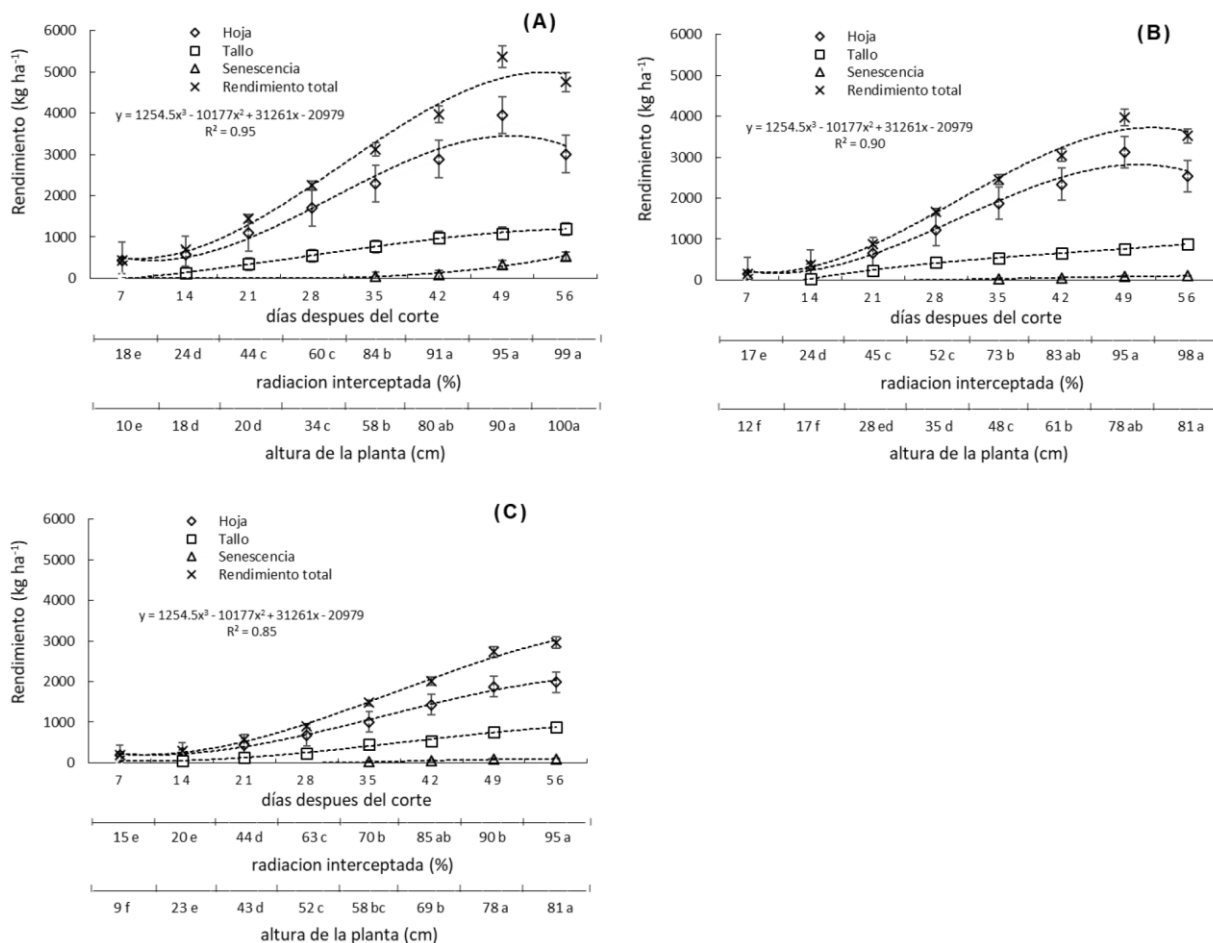 (A)
Hoja
Tallo
Senescencia
Rendimiento total
y = 1254.5x³ - 10177x² + 31261x - 20979
R² = 0.95
Rendimiento (kg ha⁻¹)
6000
5000
4000
3000
2000
1000
0
7 14 21 28 35 42 49 56
días despues del corte
18 e 24 d 44 c 60 c 84 b 91 a 95 a 99 a
radiacion interceptada (%)
10 e 18 d 20 d 34 c 58 b 80 ab 90 a 100a
altura de la planta (cm)
(B)
Hoja
Tallo
Senescencia
Rendimiento total
y = 1254.5x³ - 10177x² + 31261x - 20979
R² = 0.90
Rendimiento (kg ha⁻¹)
6000
5000
4000
3000
2000
1000
0
7 14 21 28 35 42 49 56
días despues del corte
17 e 24 d 45 c 52 c 73 b 83 ab 95 a 98 a
radiacion interceptada (%)
12 f 17 f 28 ed 35 d 48 c 61 b 78 ab 81 a
altura de la planta (cm)
(C)
Hoja
Tallo
Senescencia
Rendimiento total
y = 1254.5x³ - 10177x² + 31261x - 20979
R² = 0.85
Rendimiento (kg ha⁻¹)
6000
5000
4000
3000
2000
1000
0
7 14 21 28 35 42 49 56
días despues del corte
15 e 20 e 44 d 63 c 70 b 85 ab 90 b 95 a
radiacion interceptada (%)
9 f 23 e 43 d 52 c 58 bc 69 b 78 a 81 a
altura de la planta (cm)